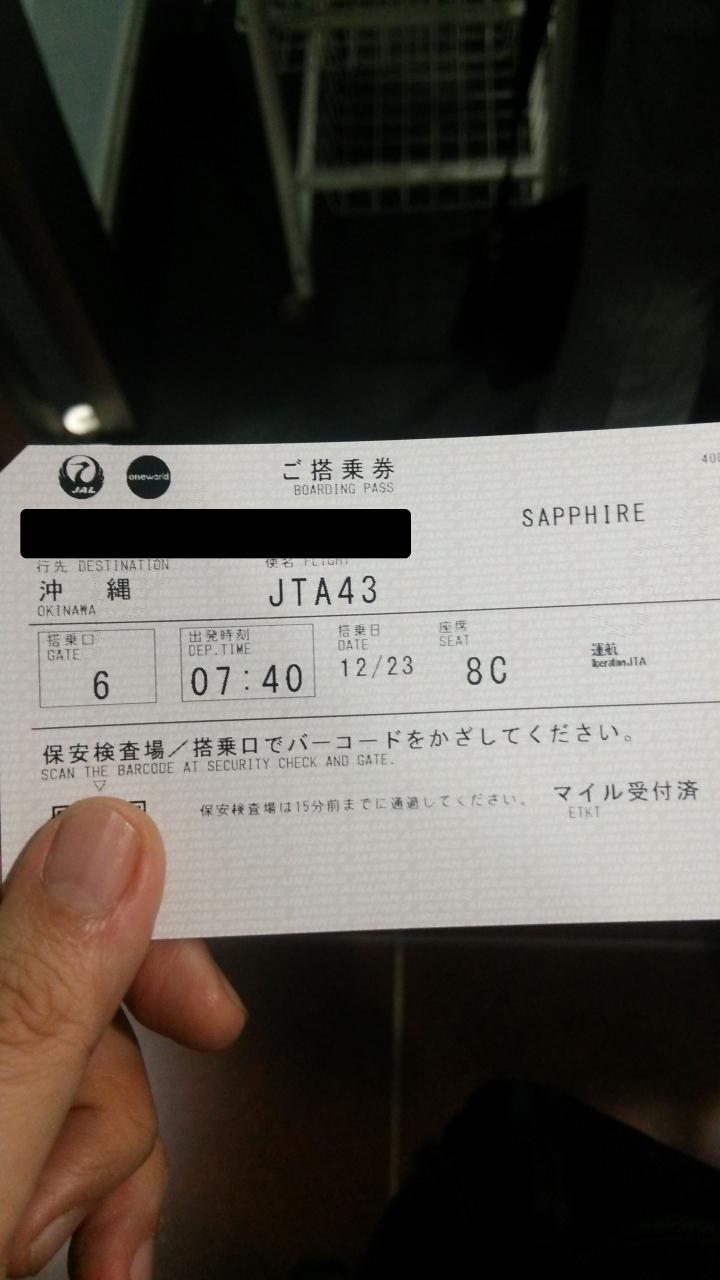 JAL
oneworld
ご搭乗券
BOARDING PASS
400
SAPPHIRE
行先 DESTINATION
便名 FLIGHT
沖 縄
OKINAWA
JTA43
搭乗口
GATE
6
出発時刻
DEP.TIME
07:40
搭乗日
DATE
12/23
座席
SEAT
8C
運航
JTA
保安検査場/搭乗口でバーコードをかざしてください。
SCAN THE BARCODE AT SECURITY CHECK AND GATE.
保安検査場は15分前までに通過してください。
マイル受付済
ETKT